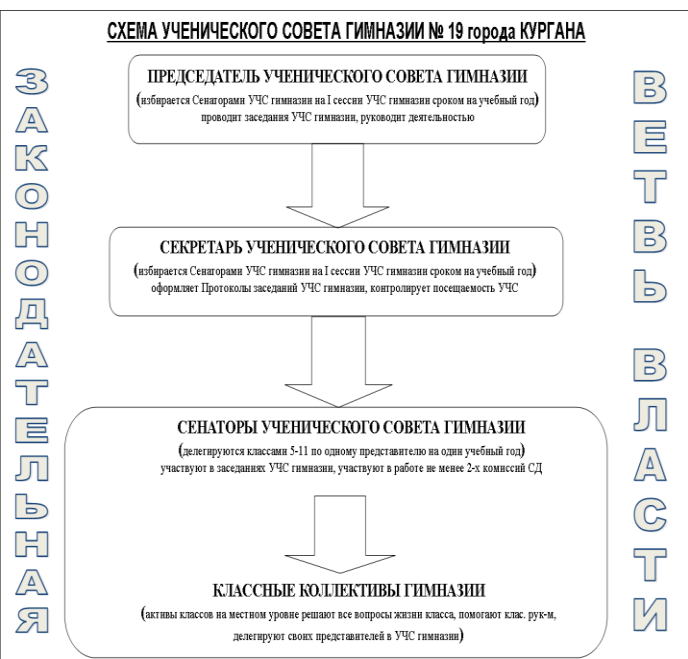 СХЕМА УЧЕНИЧЕСКОГО СОВЕТА ГИМНАЗИИ № 19 города КУРГАНА
ЗАКОНОДАТЕЛЬНАЯ
ВЕТВЬ ВЛАСТИ
ПРЕДСЕДАТЕЛЬ УЧЕНИЧЕСКОГО СОВЕТА ГИМНАЗИИ
(избирается Сенаторами УЧС гимназии на I сессии УЧС гимназии сроком на учебный год)
проводит заседания УЧС гимназии, руководит деятельностью
СЕКРЕТАРЬ УЧЕНИЧЕСКОГО СОВЕТА ГИМНАЗИИ
(избирается Сенаторами УЧС гимназии на I сессии УЧС гимназии сроком на учебный год)
оформляет Протоколы заседаний УЧС гимназии, контролирует посещаемость УЧС
СЕНАТОРЫ УЧЕНИЧЕСКОГО СОВЕТА ГИМНАЗИИ
(делегируются классами 5-11 по одному представителю на один учебный год)
участвуют в заседаниях УЧС гимназии, участвуют в работе не менее 2-х комиссий СД
КЛАССНЫЕ КОЛЛЕКТИВЫ ГИМНАЗИИ
(активы классов на местном уровне решают все вопросы жизни класса, помогают клас. рук-м,
делегируют своих представителей в УЧС гимназии)